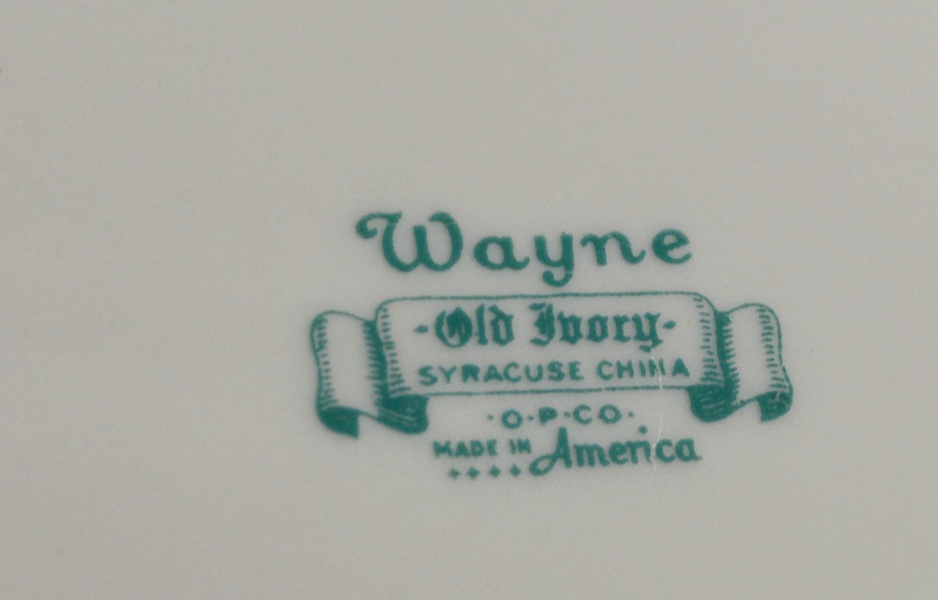 Wayne
-Old Ivory-
SYRACUSE CHINA
·O·P·CO·
MADE IN America
++++